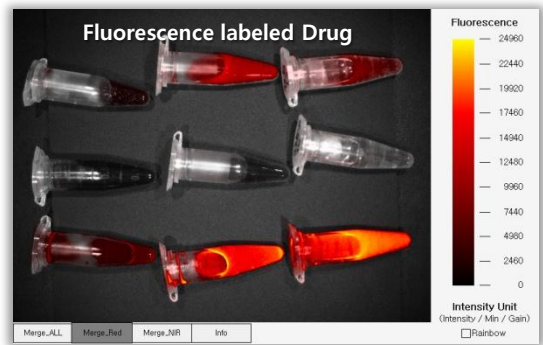 Fluorescence labeled Drug
Fluorescence
24960
22440
19980
17460
14940
12480
9960
7440
4980
2460
0
Intensity Unit
(Intensity / Min / Gain)
Rainbow
Merge_ALL
Merge_Red
Merge_NIR
Info